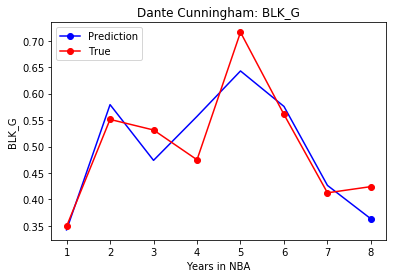 Dante Cunningham: BLK_G
Prediction
True
BLK_G
0.70
0.65
0.60
0.55
0.50
0.45
0.40
0.35
1 2 3 4 5 6 7 8
Years in NBA